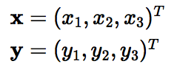 x = (x₁, x₂, x₃)ᵀ
y = (y₁, y₂, y₃)ᵀ